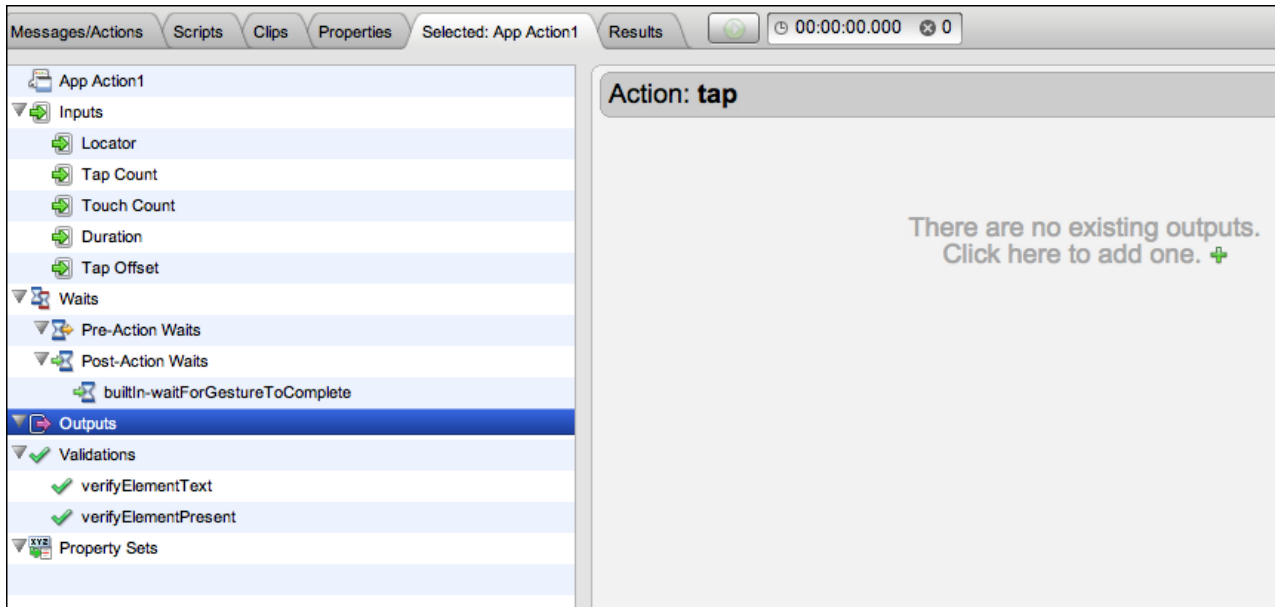 Messages/Actions Scripts Clips Properties Selected: App Action1 Results 00:00:00.000 0
App Action1
Inputs
Locator
Tap Count
Touch Count
Duration
Tap Offset
Waits
Pre-Action Waits
Post-Action Waits
builtIn-waitForGestureToComplete
Outputs
Validations
verifyElementText
verifyElementPresent
XYZ Property Sets
Action: tap
There are no existing outputs.
Click here to add one.